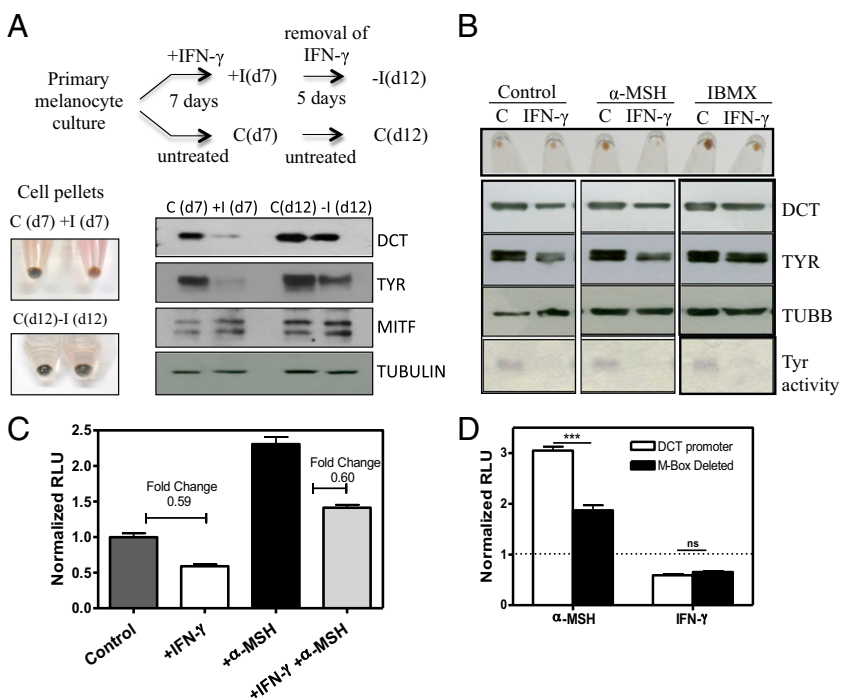 A
+IFN-γ
removal of
IFN-γ
Primary
melanocyte
culture
+I(d7)
-I(d12)
7 days
5 days
C(d7)
C(d12)
untreated
untreated
Cell pellets
C (d7) +I (d7)
C(d12)-I (d12)
C (d7) +I (d7) C(d12) -I (d12)
DCT
TYR
MITF
TUBULIN
B
Control α-MSH IBMX
C IFN-γ C IFN-γ C IFN-γ
DCT
TYR
TUBB
Tyr
activity
C
Normalized RLU
2.5
2.0
1.5
1.0
0.5
0.0
Fold Change
0.59
Fold Change
0.60
Control
+IFN-γ
+α-MSH
+IFN-γ +α-MSH
D
Normalized RLU
3
2
1
0
***
DCT promoter
M-Box Deleted
ns
α-MSH
IFN-γ